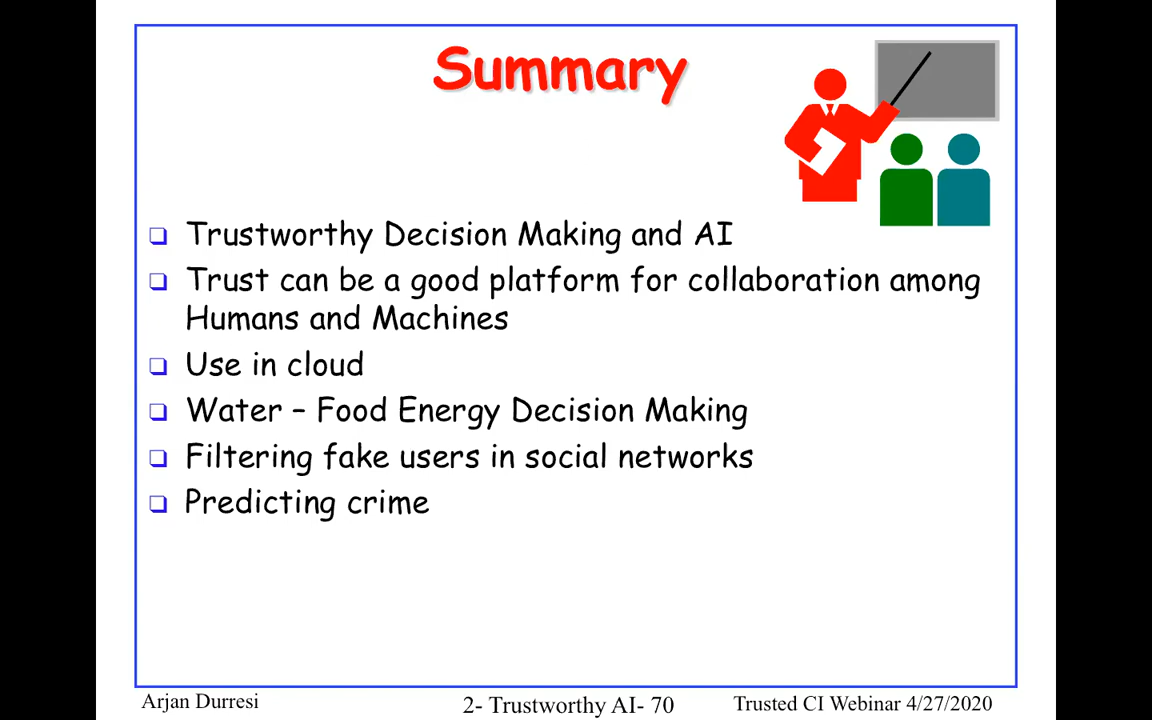 Summary
Trustworthy Decision Making and AI
Trust can be a good platform for collaboration among
Humans and Machines
Use in cloud
Water – Food Energy Decision Making
Filtering fake users in social networks
Predicting crime
Arjan Durresi
2- Trustworthy AI- 70
Trusted CI Webinar 4/27/2020